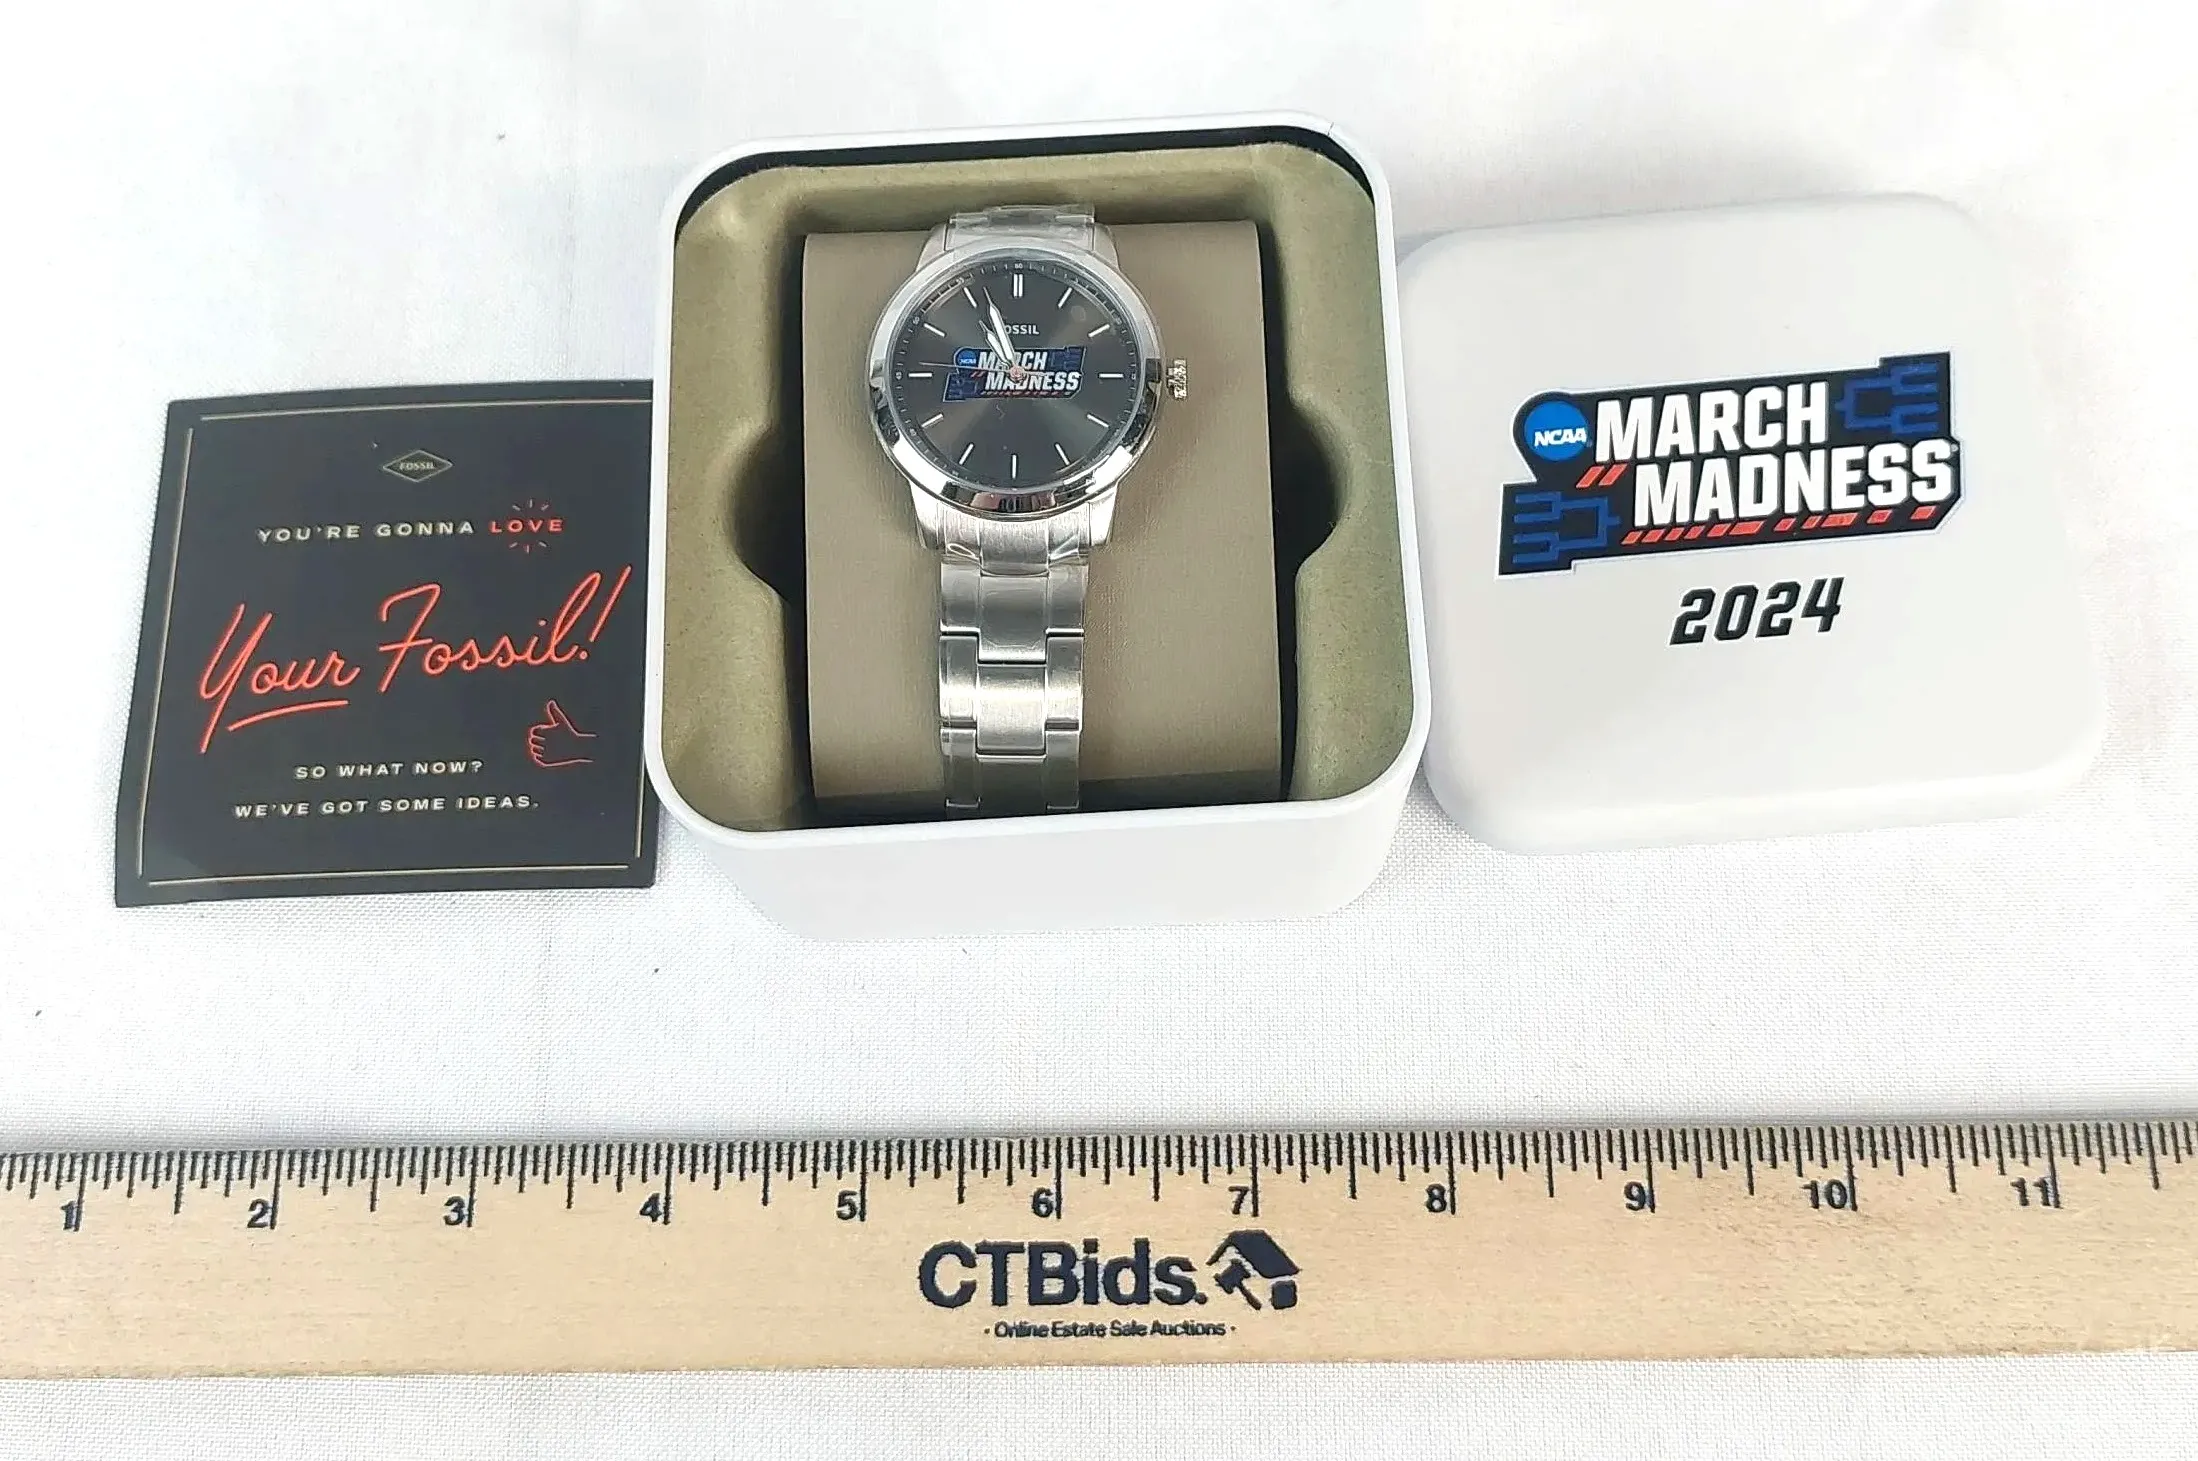 FOSSIL
YOU'RE GONNA LOVE
Your Fossil!
SO WHAT NOW?
WE'VE GOT SOME IDEAS.
NCAA MARCH
MADNESS
NCAA MARCH
MADNESS
2024
1 2 3 4 5 6 7 8 9 10 11
CTBids.
· Online Estate Sale Auctions ·